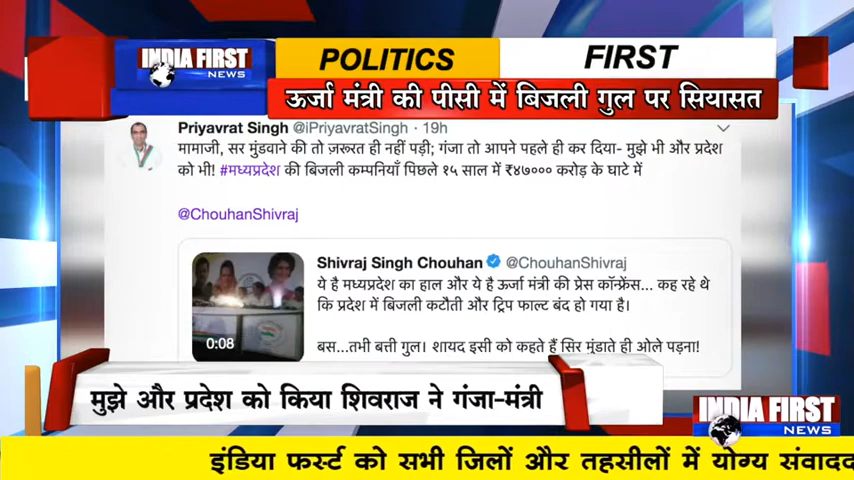 INDIA FIRST
NEWS
POLITICS
FIRST
ऊर्जा मंत्री की पीसी में बिजली गुल पर सियासत
Priyavrat Singh @iPriyavratSingh · 19h
मामाजी, सर मुंडवाने की तो ज़रूरत ही नहीं पड़ी; गंजा तो आपने पहले ही कर दिया- मुझे भी और प्रदेश
को भी! #मध्यप्रदेश की बिजली कम्पनियाँ पिछले १५ साल में ₹४७००० करोड़ के घाटे में
@ChouhanShivraj
Shivraj Singh Chouhan @ChouhanShivraj
ये है मध्यप्रदेश का हाल और ये है ऊर्जा मंत्री की प्रेस कॉन्फ्रेंस... कह रहे थे
कि प्रदेश में बिजली कटौती और ट्रिप फाल्ट बंद हो गया है।
0:08
बस...तभी बत्ती गुल। शायद इसी को कहते हैं सिर मुंडाते ही ओले पड़ना!
मुझे और प्रदेश को किया शिवराज ने गंजा-मंत्री
INDIA FIRST
NEWS
इंडिया फर्स्ट को सभी जिलों और तहसीलों में योग्य संवादद